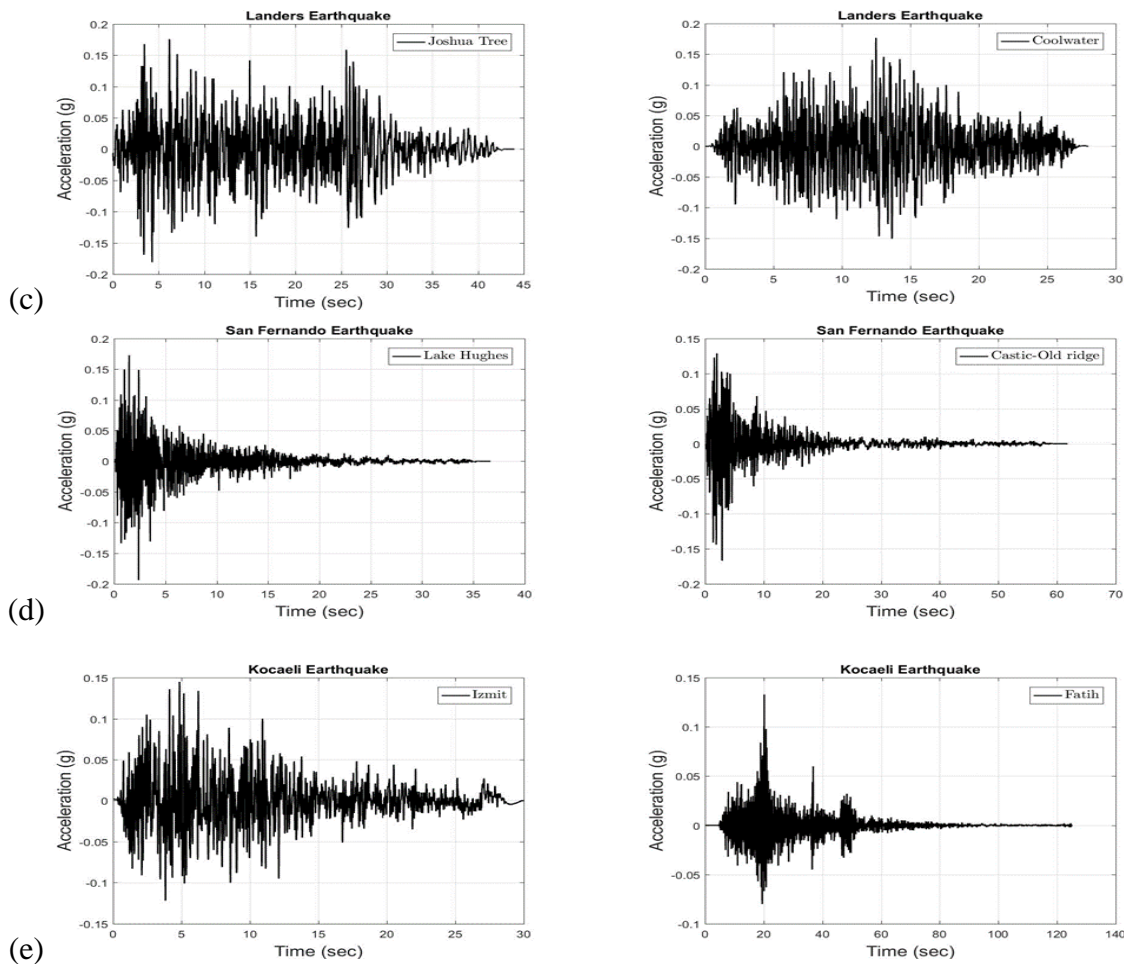 Landers Earthquake
0.2
0.15
0.1
0.05
0
-0.05
-0.1
-0.15
-0.2
Acceleration (g)
Joshua Tree
0 5 10 15 20 25 30 35 40 45
Time (sec)
Landers Earthquake
0.2
0.15
0.1
0.05
0
-0.05
-0.1
-0.15
-0.2
Acceleration (g)
Coolwater
0 5 10 15 20 25 30
Time (sec)
(c)
San Fernando Earthquake
0.2
0.15
0.1
0.05
0
-0.05
-0.1
-0.15
-0.2
Acceleration (g)
Lake Hughes
0 5 10 15 20 25 30 35 40
Time (sec)
San Fernando Earthquake
0.2
0.15
0.1
0.05
0
-0.05
-0.1
-0.15
-0.2
Acceleration (g)
Castic-Old ridge
0 10 20 30 40 50 60 70
Time (sec)
(d)
Kocaeli Earthquake
0.15
0.1
0.05
0
-0.05
-0.1
-0.15
Acceleration (g)
Izmit
0 5 10 15 20 25 30
Time (sec)
Kocaeli Earthquake
0.15
0.1
0.05
0
-0.05
-0.1
Acceleration (g)
Fatih
0 20 40 60 80 100 120 140
Time (sec)
(e)